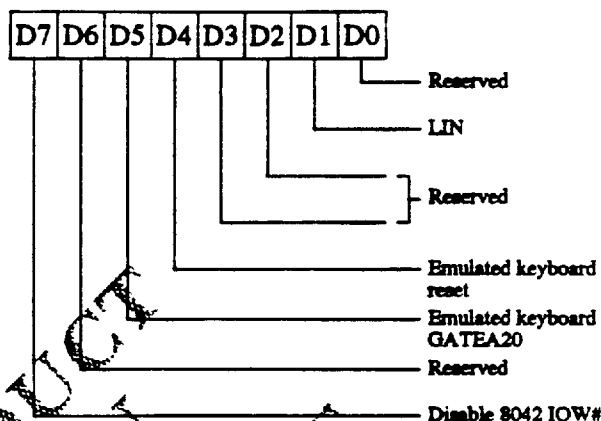 D7 D6 D5 D4 D3 D2 D1 D0
Reserved
LIN
Reserved
Emulated keyboard
reset
Emulated keyboard
GATEA20
Reserved
Disable 8042 IOW#